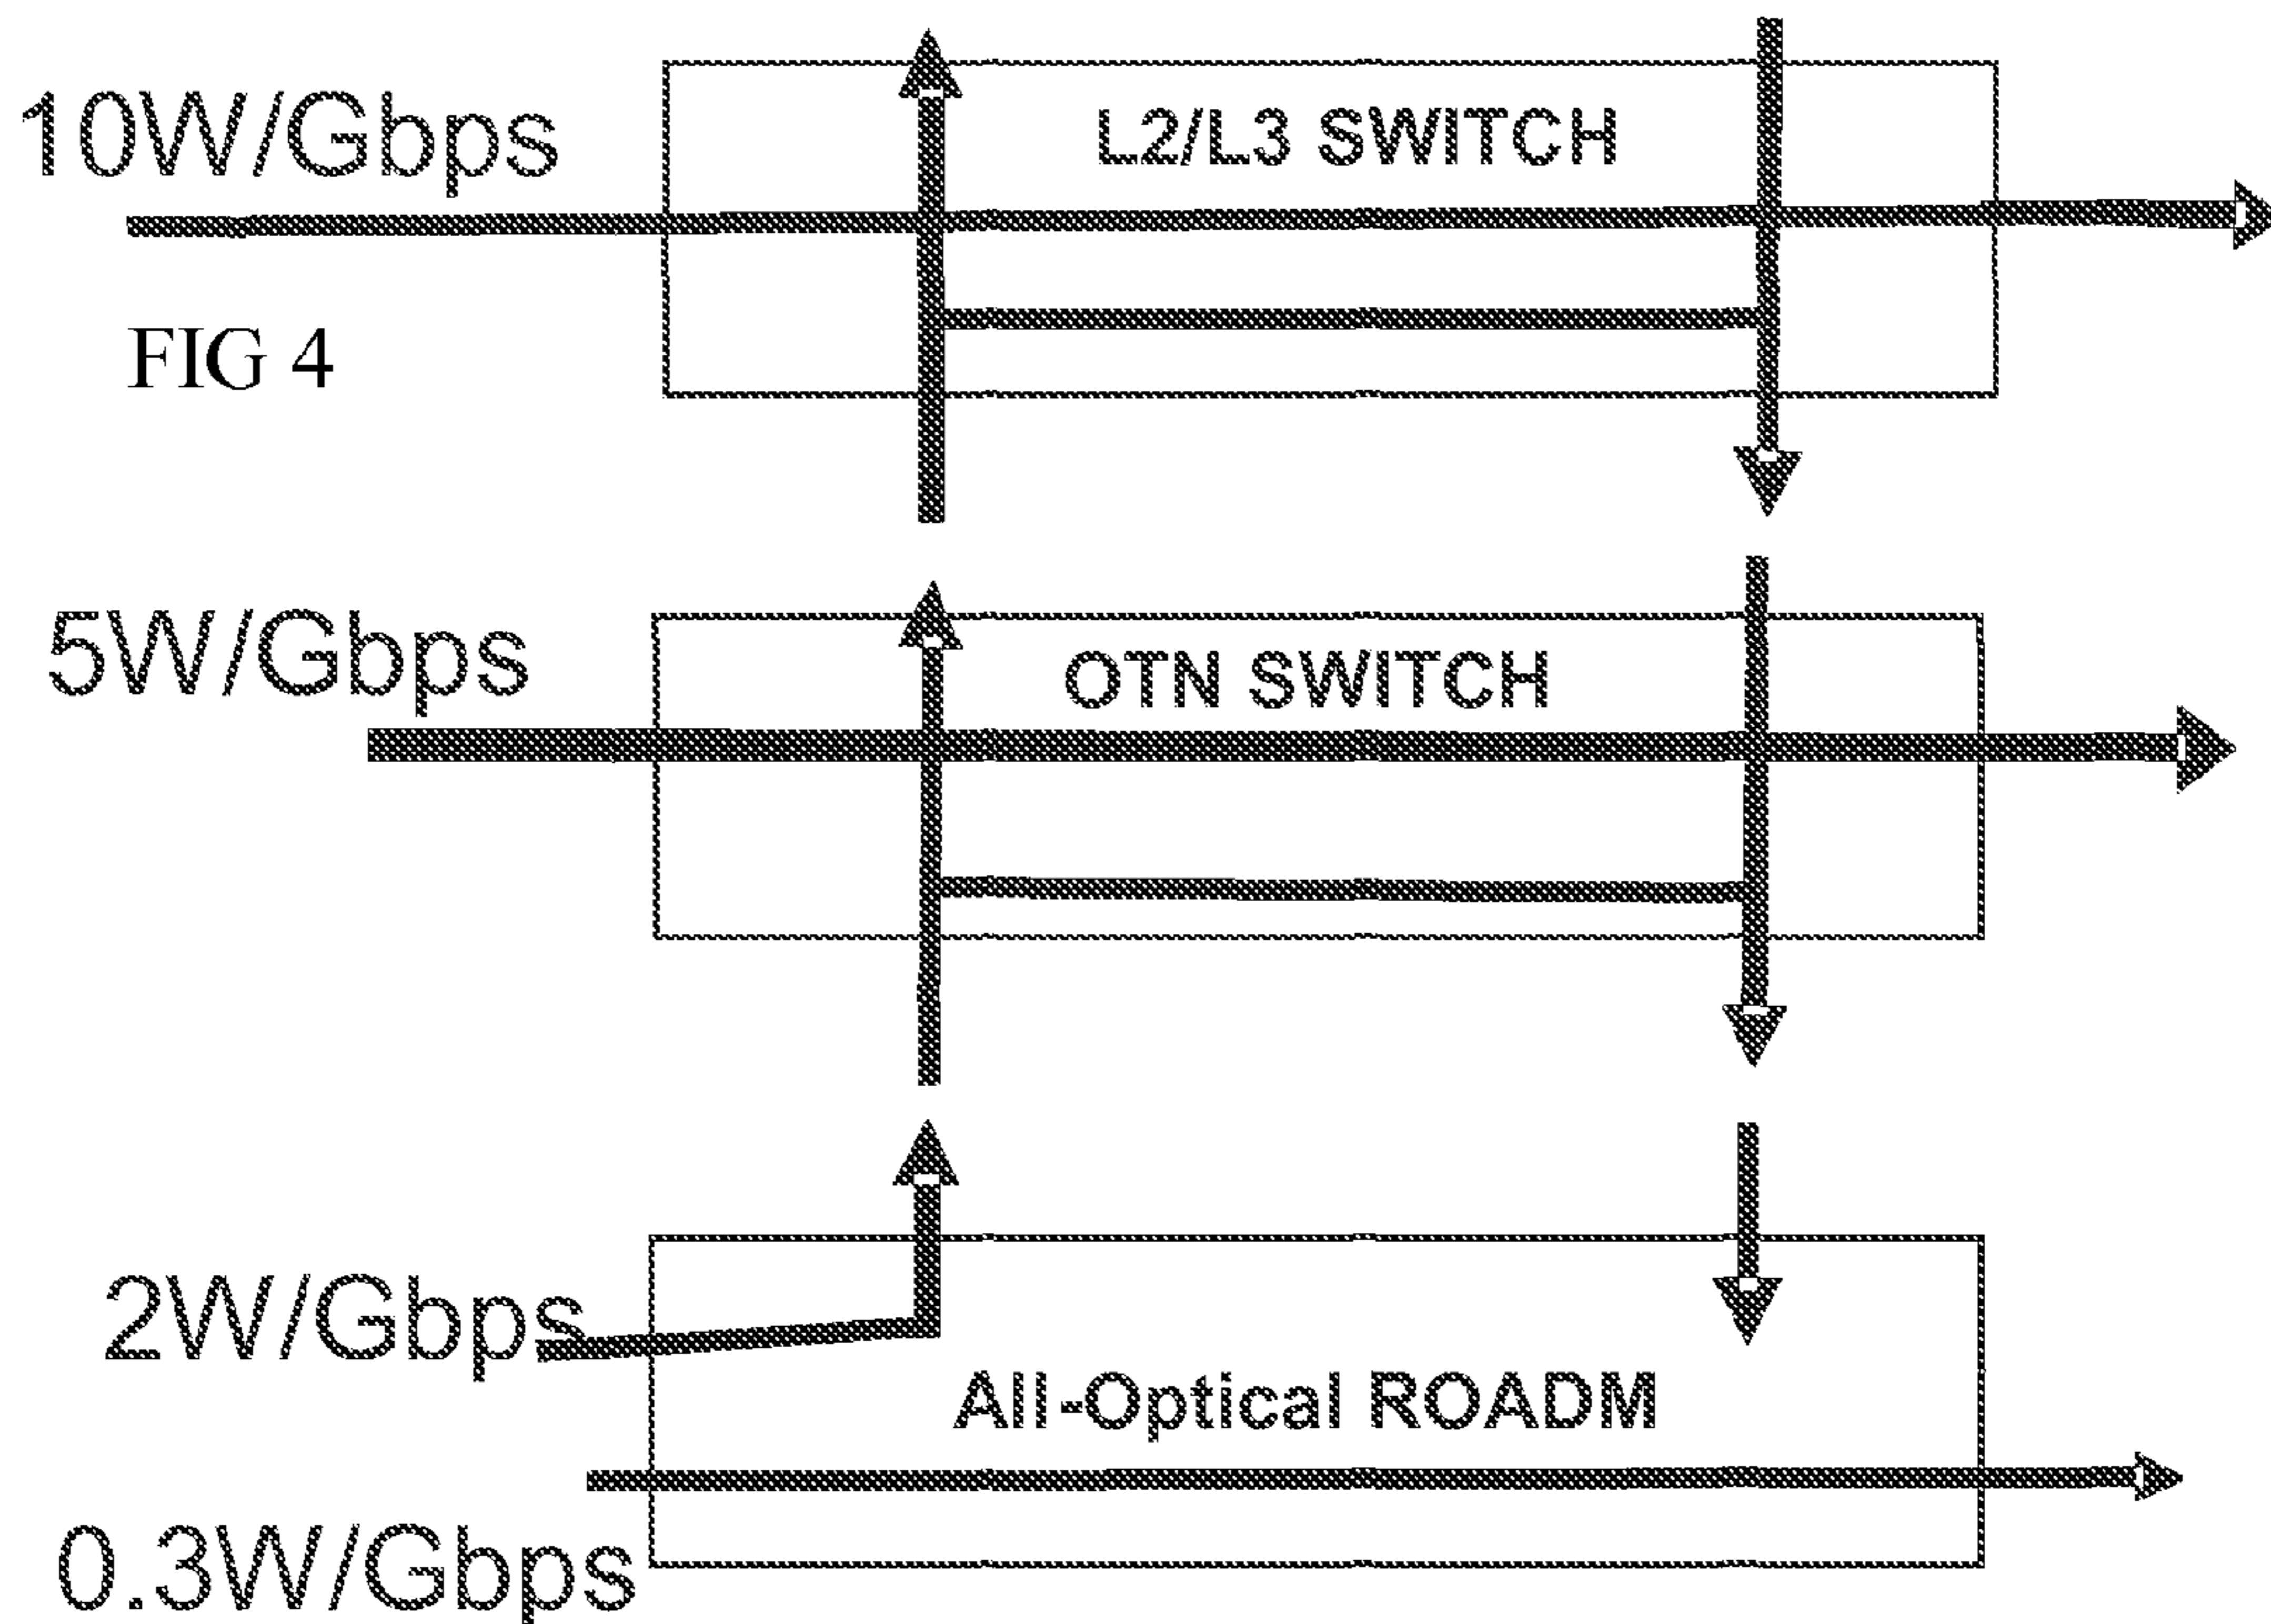 10W/Gbps
L2/L3 SWITCH
FIG 4
5W/Gbps
OTN SWITCH
2W/Gbps
All-Optical ROADM
0.3W/Gbps